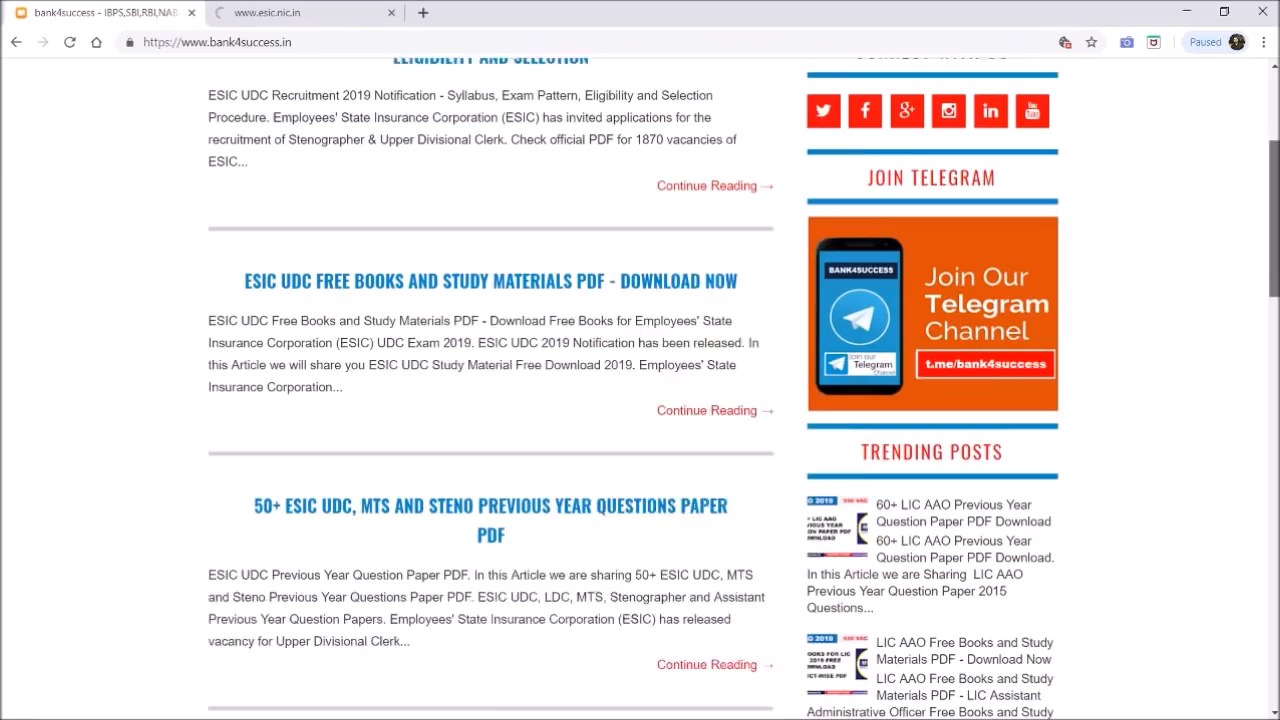 bank4success - IBPS,SBI,RBI,NAB
www.esic.nic.in
https://www.bank4success.in
Paused
ELIGIBILITY AND SELECTION
ESIC UDC Recruitment 2019 Notification - Syllabus, Exam Pattern, Eligibility and Selection
Procedure. Employees' State Insurance Corporation (ESIC) has invited applications for the
recruitment of Stenographer & Upper Divisional Clerk. Check official PDF for 1870 vacancies of
ESIC...
Continue Reading →
ESIC UDC FREE BOOKS AND STUDY MATERIALS PDF - DOWNLOAD NOW
ESIC UDC Free Books and Study Materials PDF - Download Free Books for Employees' State
Insurance Corporation (ESIC) UDC Exam 2019. ESIC UDC 2019 Notification has been released. In
this Article we will share you ESIC UDC Study Material Free Download 2019. Employees' State
Insurance Corporation...
Continue Reading →
50+ ESIC UDC, MTS AND STENO PREVIOUS YEAR QUESTIONS PAPER
PDF
ESIC UDC Previous Year Question Paper PDF. In this Article we are sharing 50+ ESIC UDC, MTS
and Steno Previous Year Questions Paper PDF. ESIC UDC, LDC, MTS, Stenographer and Assistant
Previous Year Question Papers. Employees' State Insurance Corporation (ESIC) has released
vacancy for Upper Divisional Clerk...
Continue Reading →
CONNECT WITH US
JOIN TELEGRAM
BANK4SUCCESS
Join our
Telegram
Channel
Join Our
Telegram
Channel
t.me/bank4success
TRENDING POSTS
60+ LIC AAO Previous Year
Question Paper PDF Download
60+ LIC AAO Previous Year
Question Paper PDF Download.
In this Article we are Sharing LIC AAO
Previous Year Question Paper 2015
Questions...
LIC AAO Free Books and Study
Materials PDF - Download Now
LIC AAO Free Books and Study
Materials PDF - LIC Assistant
Administrative Officer Free Books and Study